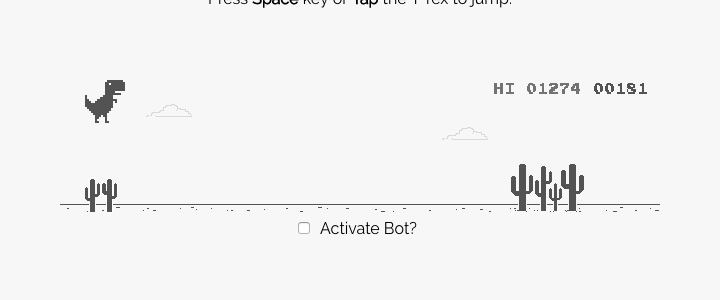 Press Space key or Tap the T-rex to jump.
HI 01274 00181
Activate Bot?